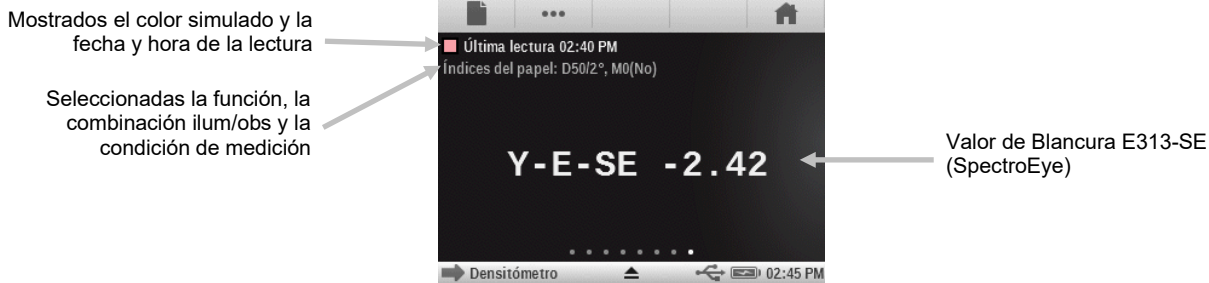 Mostrados el color simulado y la
fecha y hora de la lectura
Seleccionadas la función, la
combinación ilum/obs y la
condición de medición
Última lectura 02:40 PM
Índices del papel: D50/2°, M0(No)
Y-E-SE -2.42
Valor de Blancura E313-SE
(SpectroEye)
Densitómetro
02:45 PM